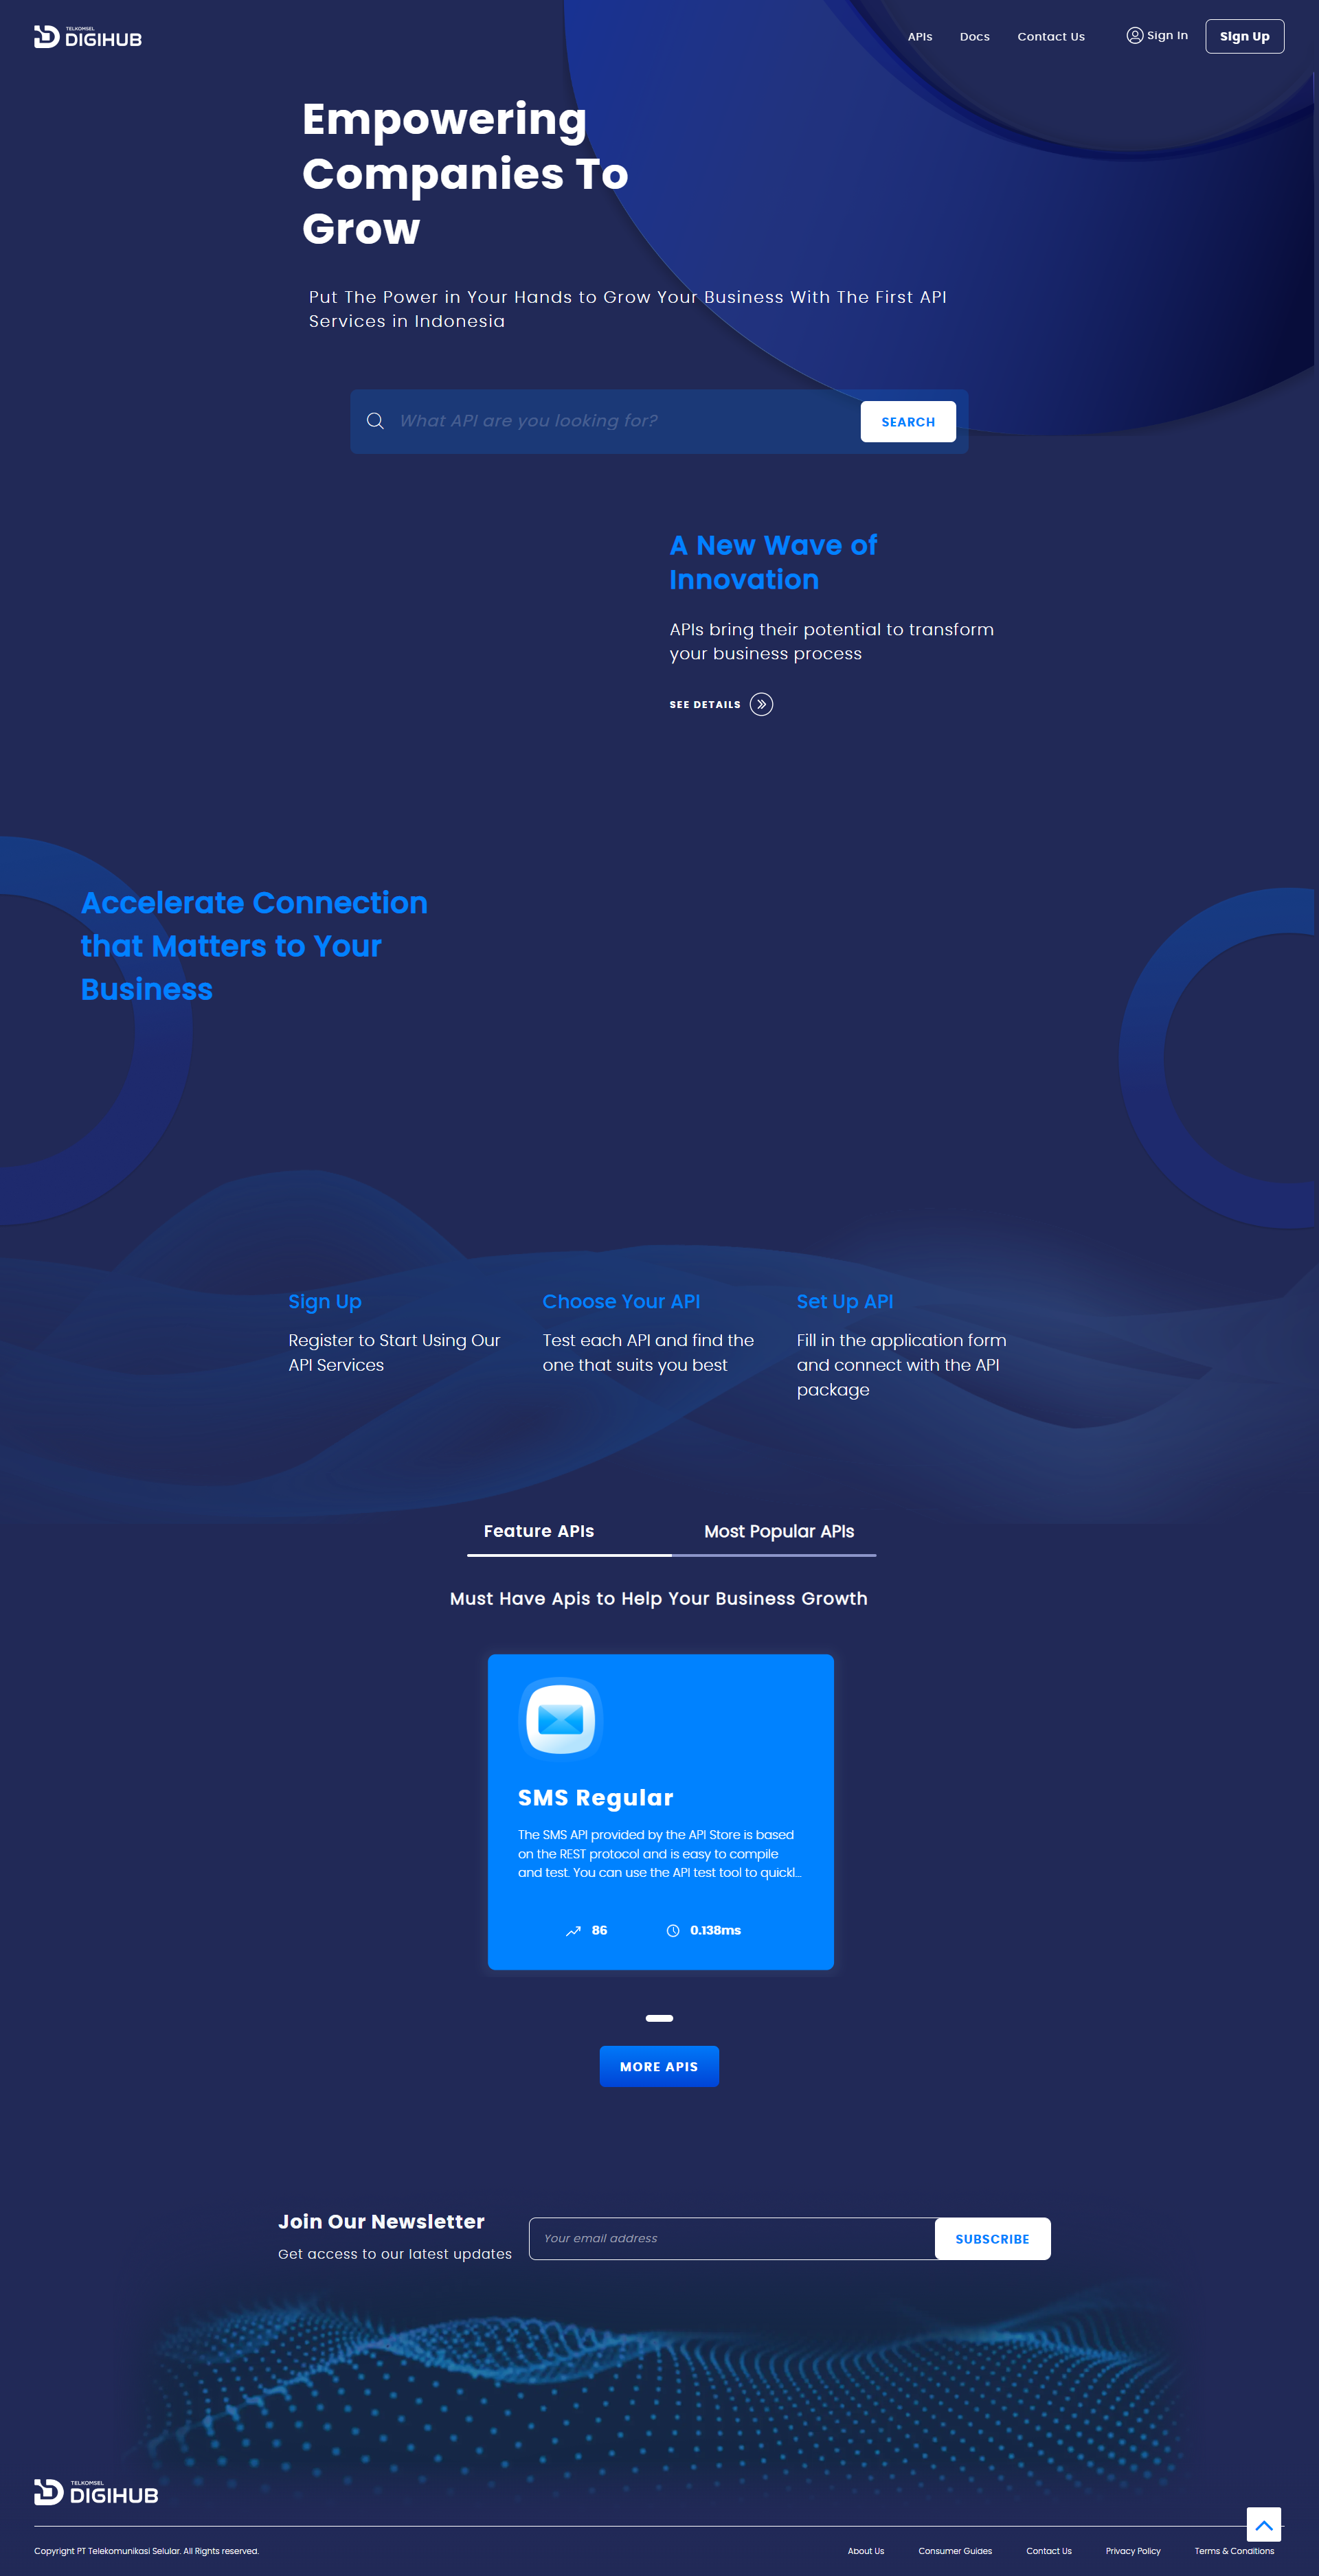 TELKOMSEL
DIGIHUB
APIs
Docs
Contact Us
Sign In
Sign Up
Empowering
Companies To
Grow
Put The Power in Your Hands to Grow Your Business With The First API
Services in Indonesia
What API are you looking for?
SEARCH
A New Wave of
Innovation
APIs bring their potential to transform
your business process
SEE DETAILS
Accelerate Connection
that Matters to Your
Business
Sign Up
Register to Start Using Our
API Services
Choose Your API
Test each API and find the
one that suits you best
Set Up API
Fill in the application form
and connect with the API
package
Feature APIs
Most Popular APIs
Must Have Apis to Help Your Business Growth
SMS Regular
The SMS API provided by the API Store is based
on the REST protocol and is easy to compile
and test. You can use the API test tool to quickl...
86
0.138ms
MORE APIS
Join Our Newsletter
Get access to our latest updates
Your email address
SUBSCRIBE
TELKOMSEL
DIGIHUB
Copyright PT Telekomunikasi Selular. All Rights reserved.
About Us
Consumer Guides
Contact Us
Privacy Policy
Terms & Conditions